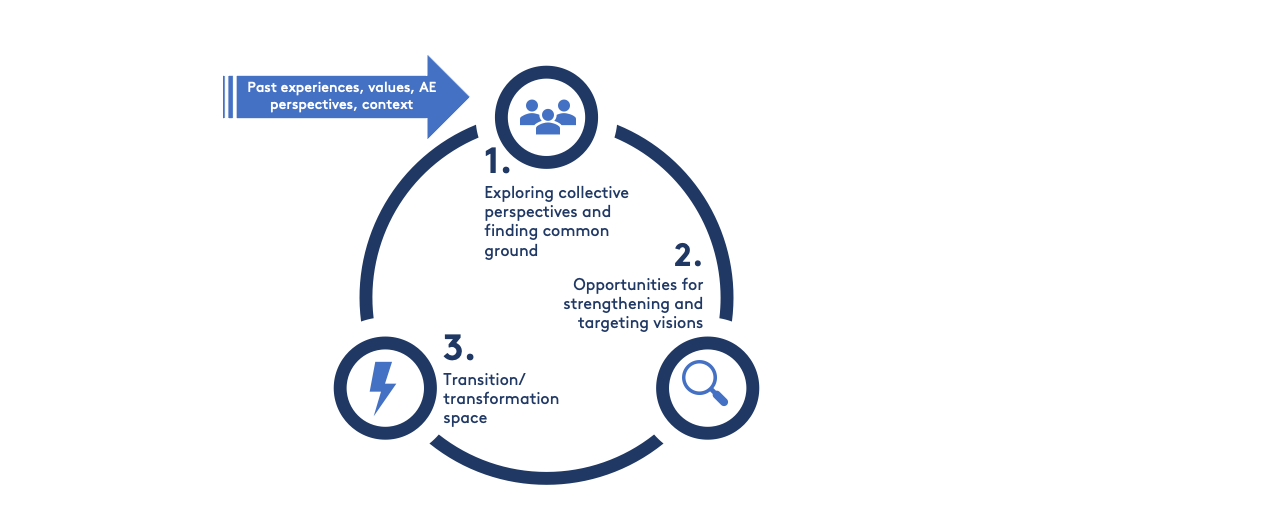 Past experiences, values, AE
perspectives, context
1.
Exploring collective
perspectives and
finding common
ground
2.
Opportunities for
strengthening and
targeting visions
3.
Transition/
transformation
space